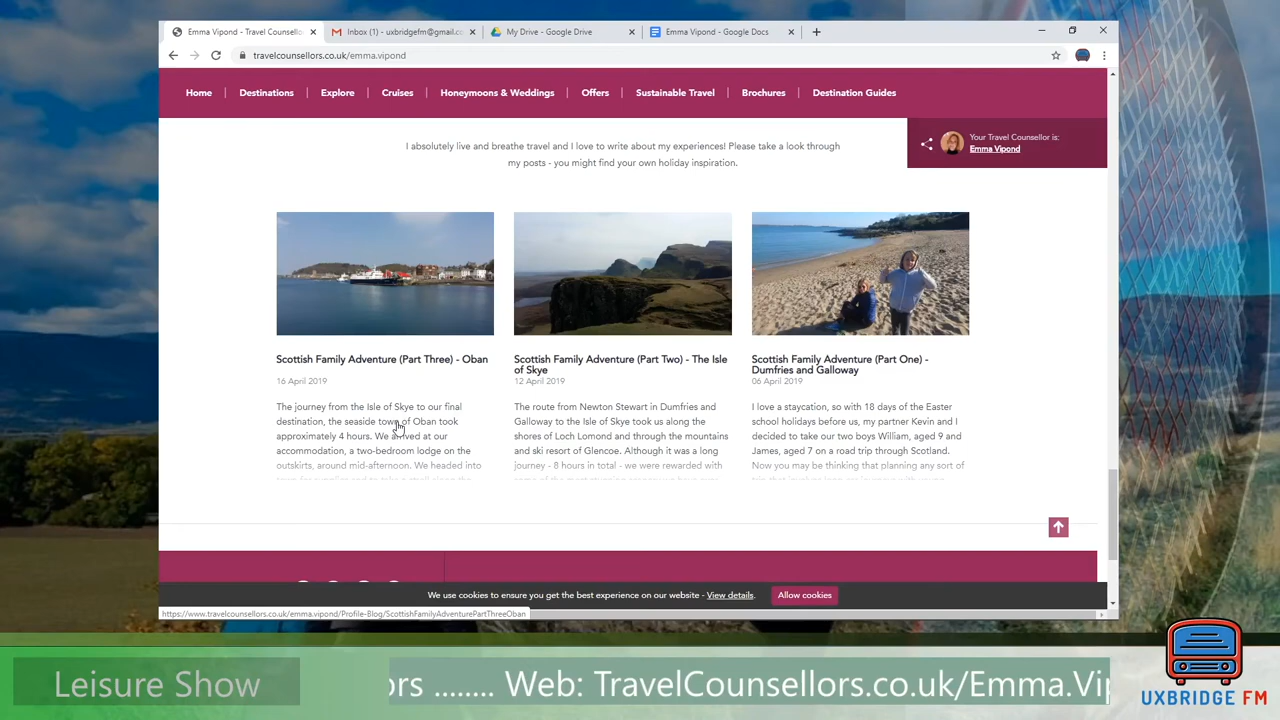 Emma Vipond - Travel Counsello
Inbox (1) - uxbridgefm@gmail.co
My Drive - Google Drive
Emma Vipond - Google Docs
travelcounsellors.co.uk/emma.vipond
Home
Destinations
Explore
Cruises
Honeymoons & Weddings
Offers
Sustainable Travel
Brochures
Destination Guides
Your Travel Counsellor is:
Emma Vipond
I absolutely live and breathe travel and I love to write about my experiences! Please take a look through
my posts - you might find your own holiday inspiration.
Scottish Family Adventure (Part Three) - Oban
16 April 2019
The journey from the Isle of Skye to our final
destination, the seaside town of Oban took
approximately 4 hours. We arrived at our
accommodation, a two-bedroom lodge on the
outskirts, around mid-afternoon. We headed into
Scottish Family Adventure (Part Two) - The Isle
of Skye
12 April 2019
The route from Newton Stewart in Dumfries and
Galloway to the Isle of Skye took us along the
shores of Loch Lomond and through the mountains
and ski resort of Glencoe. Although it was a long
journey - 8 hours in total - we were rewarded with
Scottish Family Adventure (Part One) -
Dumfries and Galloway
06 April 2019
I love a staycation, so with 18 days of the Easter
school holidays before us, my partner Kevin and I
decided to take our two boys William, aged 9 and
James, aged 7 on a road trip through Scotland.
Now you may be thinking that planning any sort of
We use cookies to ensure you get the best experience on our website - View details.
Allow cookies
https://www.travelcounsellors.co.uk/emma.vipond/Profile-Blog/ScottishFamilyAdventurePartThreeOban
Leisure Show
ors ........ Web: TravelCounsellors.co.uk/Emma.Vip
UXBRIDGE FM